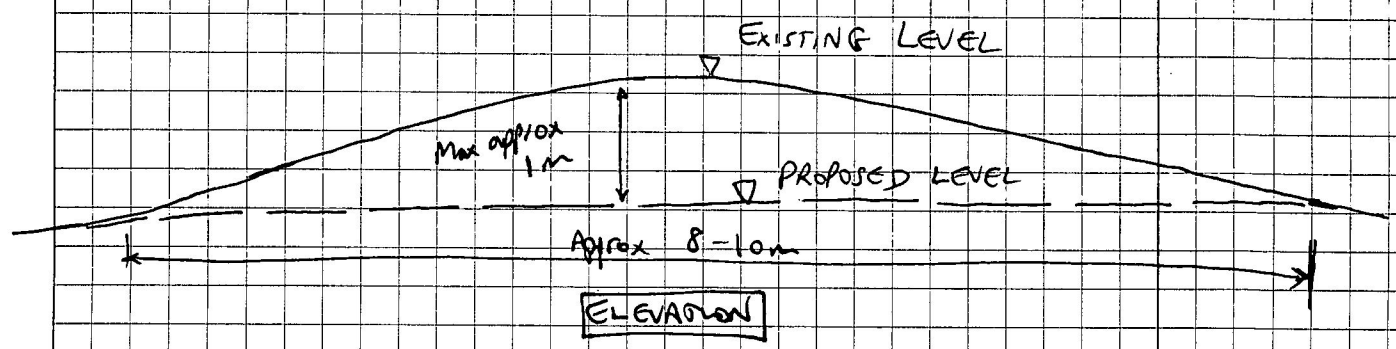 EXISTING LEVEL
Max approx
1m
PROPOSED LEVEL
Approx 8-10m
ELEVATION